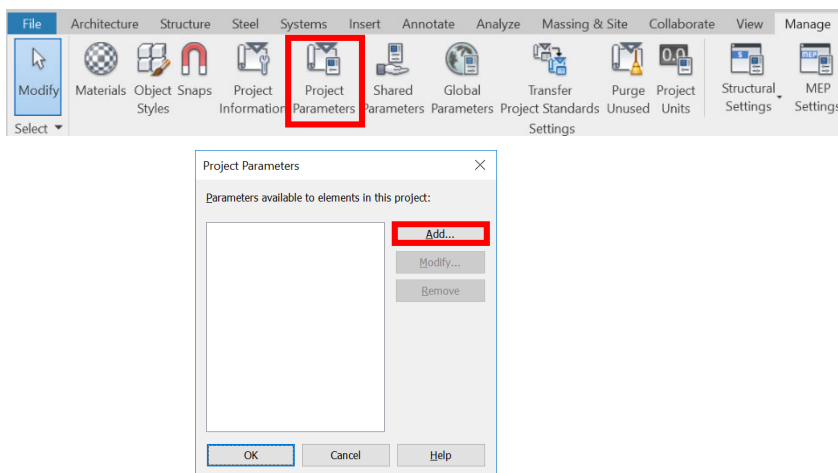 File Architecture Structure Steel Systems Insert Annotate Analyze Massing & Site Collaborate View Manage
Modify Materials Object Snaps Project Project Shared Global Transfer Purge Project Structural MEP
Styles Information Parameters Parameters Parameters Project Standards Unused Units Settings Settings
Select Settings
Project Parameters
Parameters available to elements in this project:
Add...
Modify...
Remove
OK Cancel Help